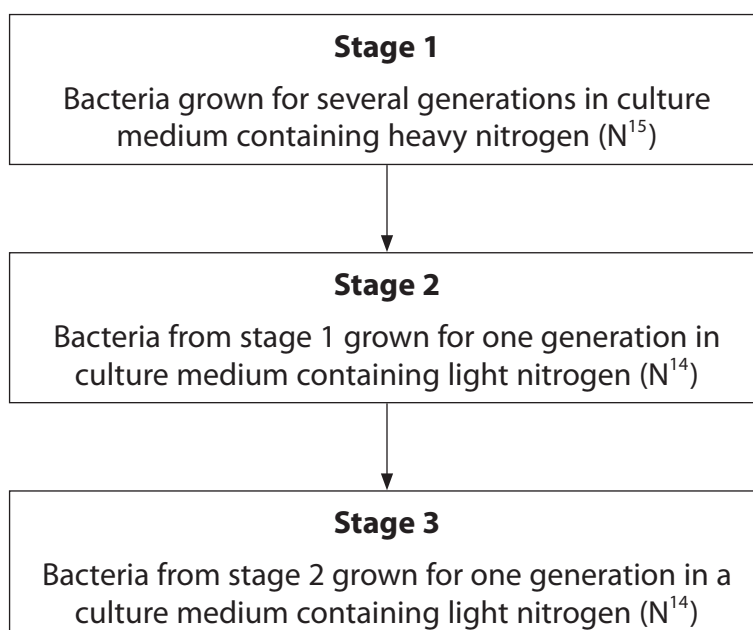 Stage 1
Bacteria grown for several generations in culture
medium containing heavy nitrogen (N¹⁵)
Stage 2
Bacteria from stage 1 grown for one generation in
culture medium containing light nitrogen (N¹⁴)
Stage 3
Bacteria from stage 2 grown for one generation in a
culture medium containing light nitrogen (N¹⁴)